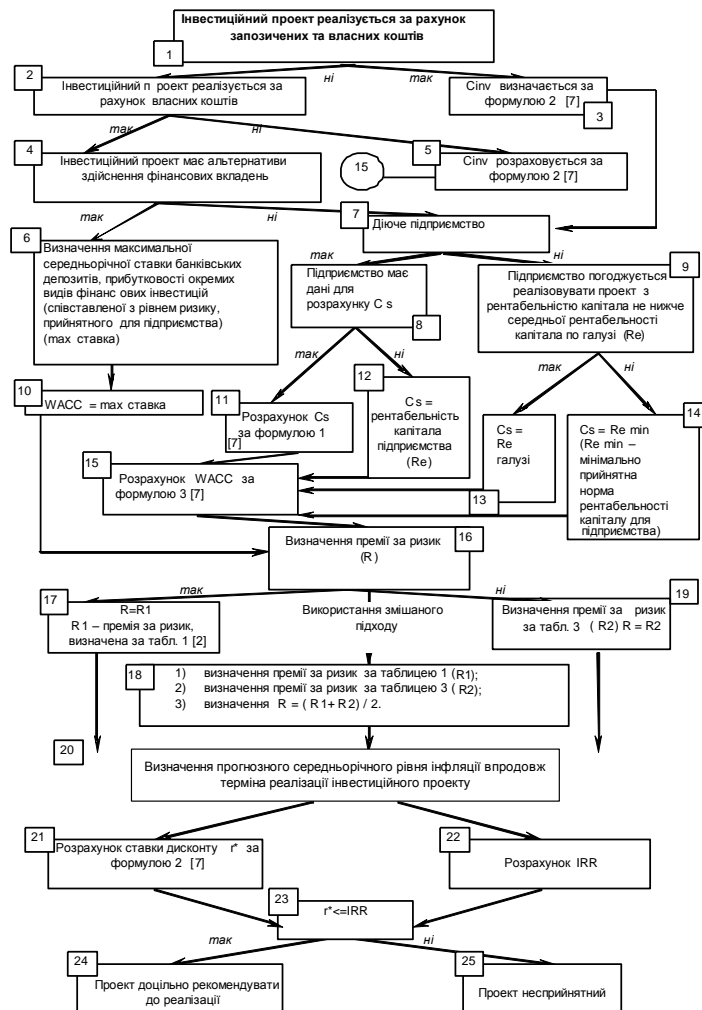 Інвестиційний проект реалізується за рахунок
запозичених та власних коштів
1
2
ні
так
Інвестиційний п роект реалізується за
рахунок власних коштів
Cinv визначається за
формулою 2 [7]
3
так
ні
4
Інвестиційний проект має альтернативи
здійснення фінансових вкладень
15
5
Cinv розраховується за
формулою 2 [7]
так
ні
7
Діюче підприємство
6
Визначення максимальної
середньорічної ставки банківських
депозитів, прибутковості окремих
видів фінанс ових інвестицій
(співставленої з рівнем ризику,
прийнятного для підприємства)
(max ставка)
так
ні
Підприємство має
дані для
розрахунку C s
8
9
Підприємство погоджується
реалізовувати проект з
рентабельністю капітала не нижче
середньої рентабельності
капітала по галузі (Re)
так
ні
так
ні
10
WACC = max ставка
11
Розрахунок Cs
за формулою 1
[7]
12
Cs =
рентабельність
капітала
підприємства
(Re)
Cs =
Re
галузі
13
14
Cs = Re min
(Re min –
мінімально
прийнятна
норма
рентабельності
капіталу для
підприємства)
15
Розрахунок WACC за
формулою 3 [7]
16
Визначення премії за ризик
(R)
так
ні
17
R=R1
R1 – премія за ризик,
визначена за табл. 1 [2]
Використання змішаного
підходу
19
Визначення премії за ризик
за табл. 3 ( R2) R = R2
18
1) визначення премії за ризик за таблицею 1 (R1);
2) визначення премії за ризик за таблицею 3 (R2);
3) визначення R = ( R1+ R2) / 2.
20
Визначення прогнозного середньорічного рівня інфляції впродовж
терміна реалізації інвестиційного проекту
21
Розрахунок ставки дисконту r* за
формулою 2 [7]
22
Розрахунок IRR
23
r*<=IRR
так
ні
24
Проект доцільно рекомендувати
до реалізації
25
Проект несприйнятний